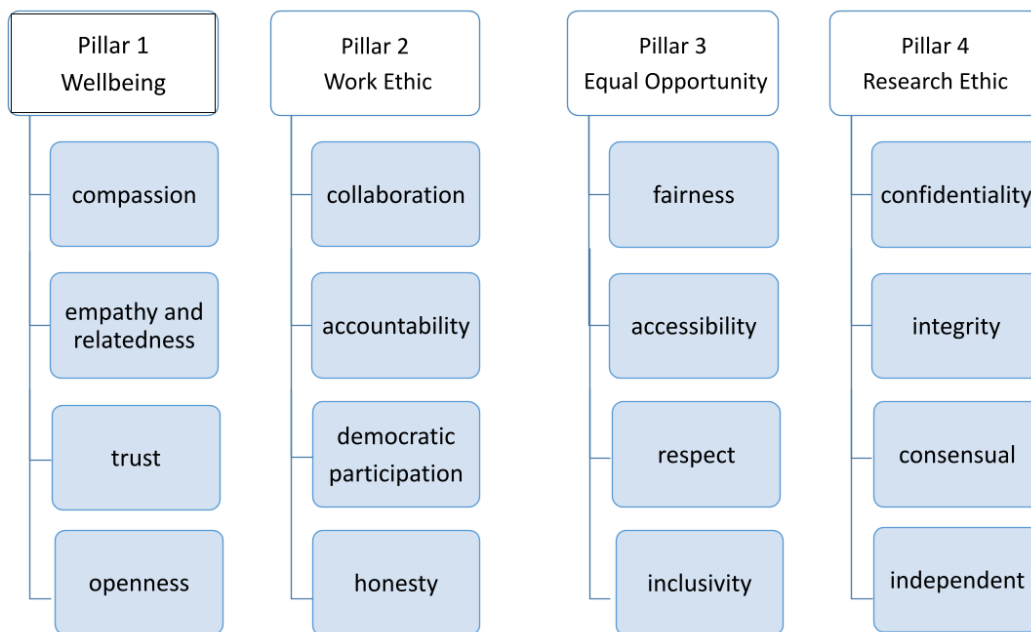 Pillar 1
Wellbeing
compassion
empathy and
relatedness
trust
openness
Pillar 2
Work Ethic
collaboration
accountability
democratic
participation
honesty
Pillar 3
Equal Opportunity
fairness
accessibility
respect
inclusivity
Pillar 4
Research Ethic
confidentiality
integrity
consensual
independent